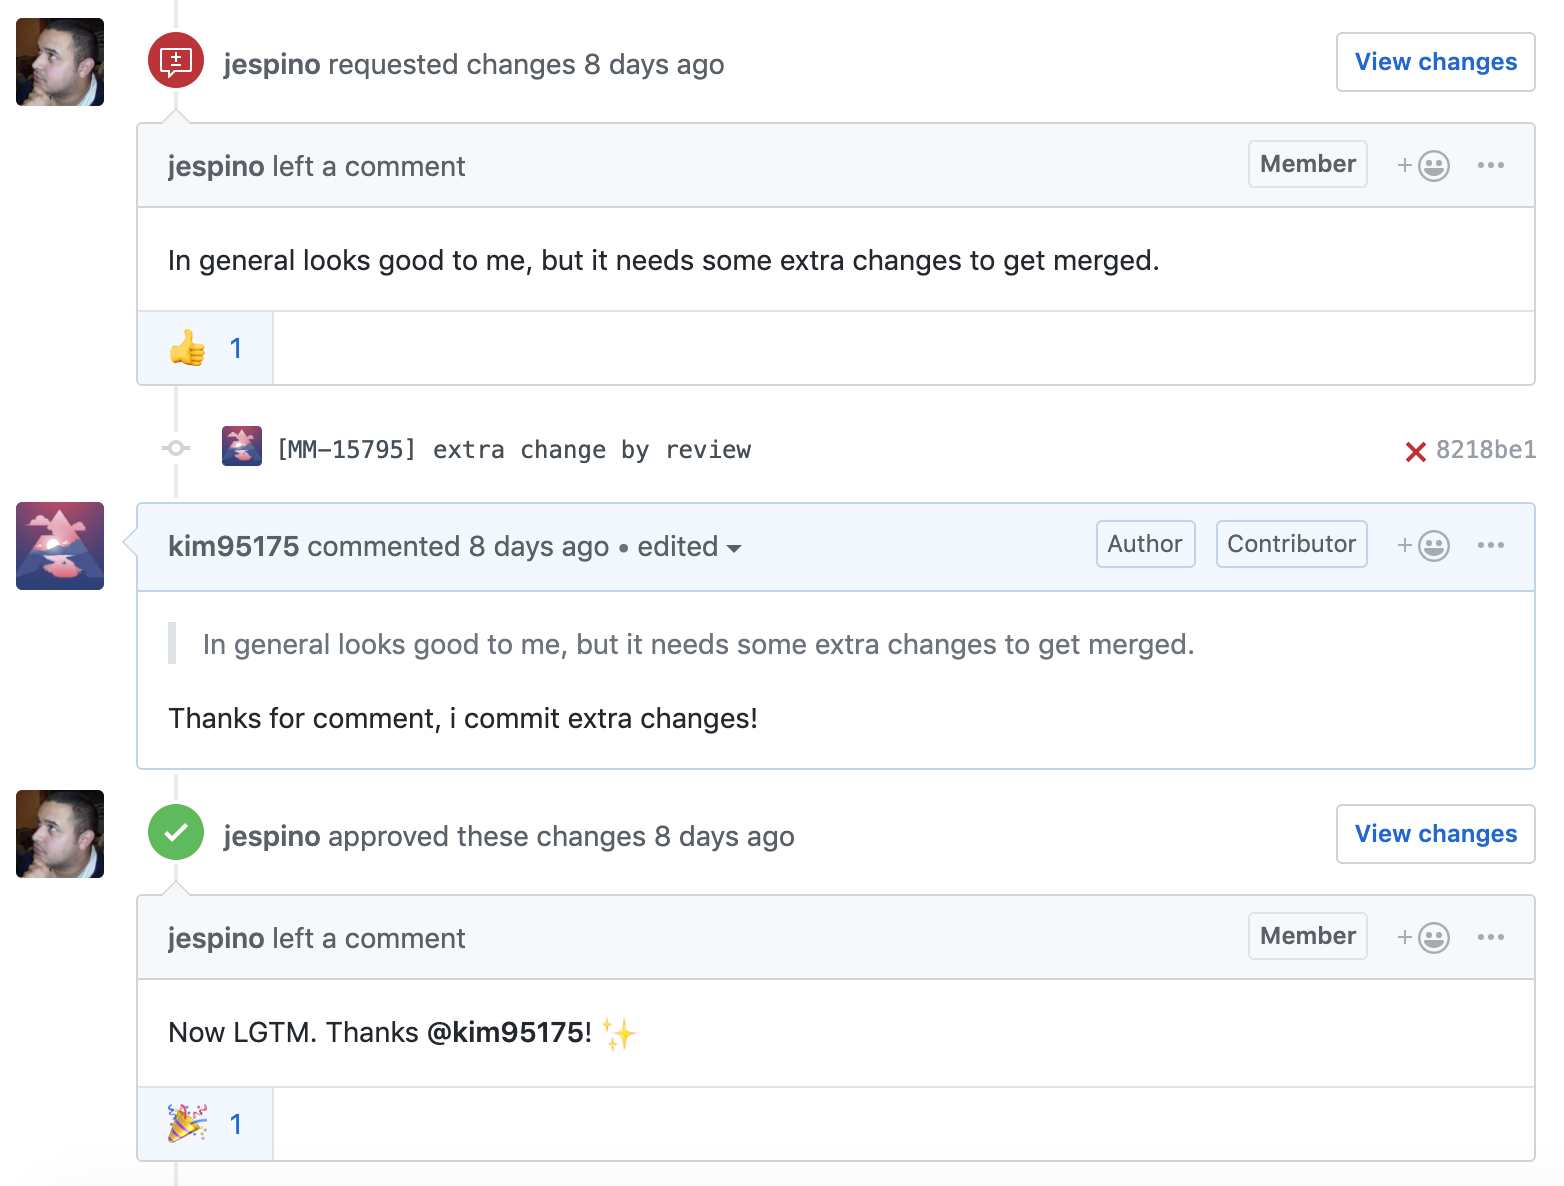 jespino requested changes 8 days ago
View changes
jespino left a comment
Member
In general looks good to me, but it needs some extra changes to get merged.
1
[MM-15795] extra change by review
8218be1
kim95175 commented 8 days ago • edited
Author
Contributor
In general looks good to me, but it needs some extra changes to get merged.
Thanks for comment, i commit extra changes!
jespino approved these changes 8 days ago
View changes
jespino left a comment
Member
Now LGTM. Thanks @kim95175! ✨
1